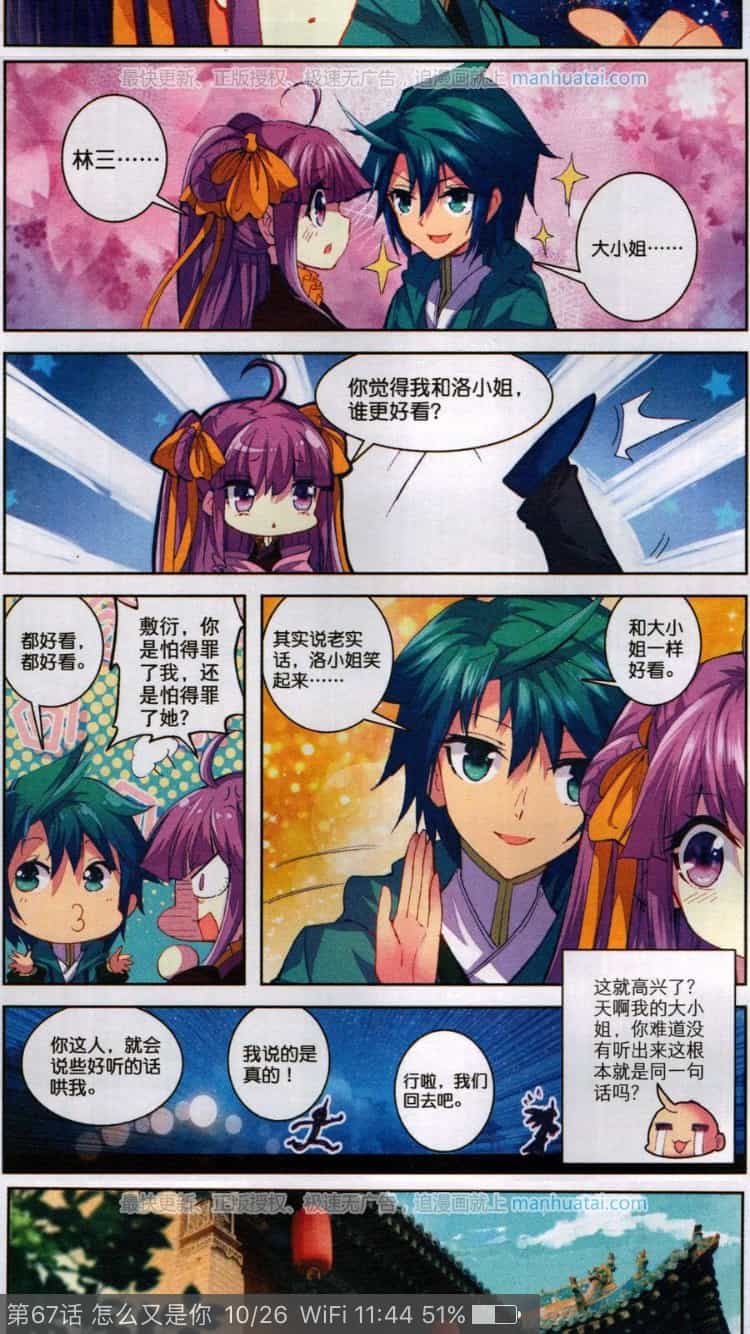 最快更新、正版授权、极速无广告，追漫画就上 manhuatai.com
林三……
大小姐……
你觉得我和洛小姐，
谁更好看？
都好看，
都好看。
敷衍，你
是怕得罪
了我，还
是怕得罪
了她？
其实说老实
话，洛小姐笑
起来……
和大小
姐一样
好看。
这就高兴了？
天啊我的大小
姐，你难道没
有听出来这根
本就是同一句
话吗？
你这人，就会
说些好听的话
哄我。
我说的是
真的！
行啦，我们
回去吧。
最快更新、正版授权、极速无广告，追漫画就上 manhuatai.com
第67话 怎么又是你 10/26 WiFi 11:44 51%